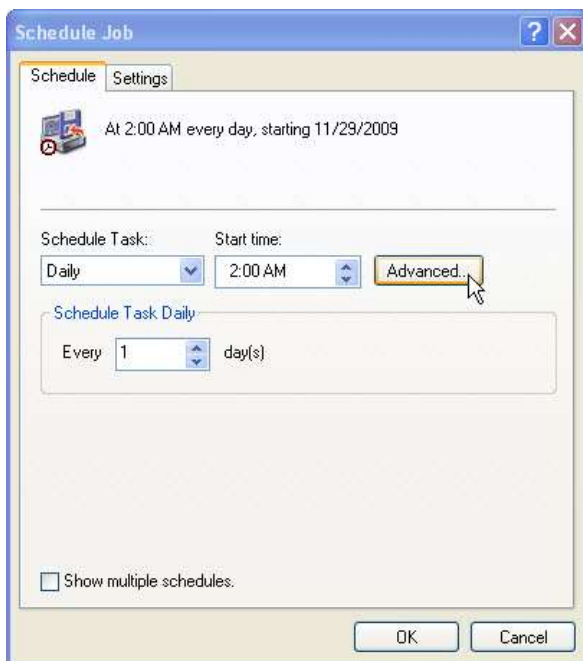 Schedule Job
Schedule Settings
At 2:00 AM every day, starting 11/29/2009
Schedule Task: Start time:
Daily 2:00 AM Advanced...
Schedule Task Daily
Every 1 day(s)
Show multiple schedules.
OK Cancel